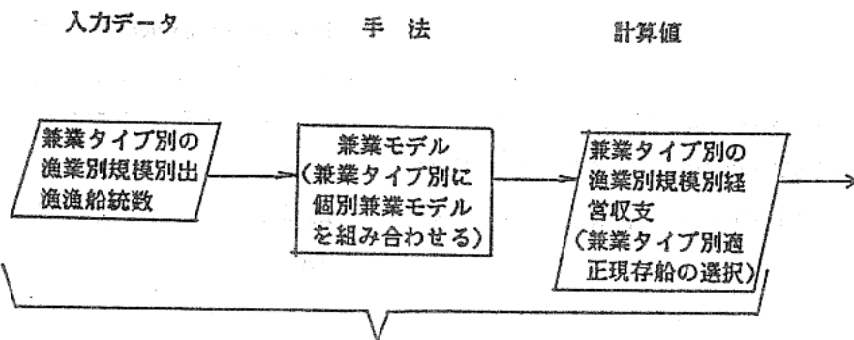 入力データ
手 法
計算値
兼業タイプ別の
漁業別規模別出
漁漁船統数
兼業モデル
(兼業タイプ別に
個別兼業モデル
を組み合わせる)
兼業タイプ別の
漁業別規模別経
営収支
(兼業タイプ別適
正現存船の選択)